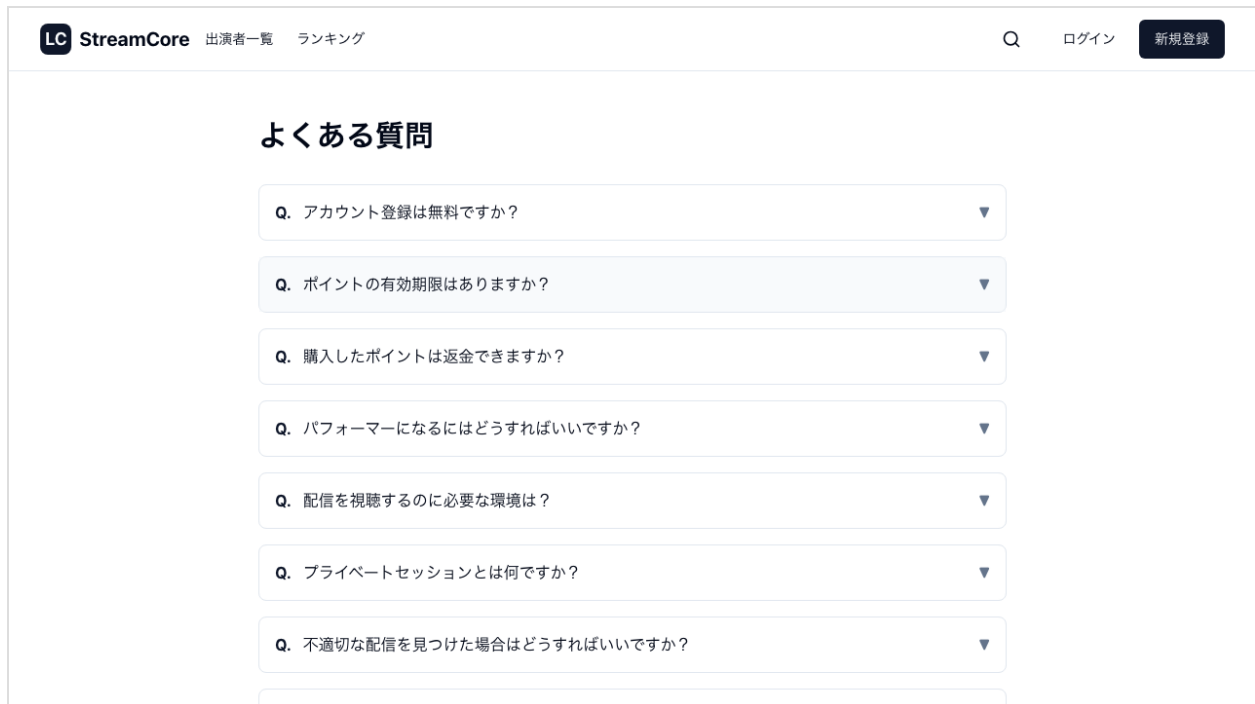 LC StreamCore 出演者一覧 ランキング ログイン 新規登録
よくある質問
Q. アカウント登録は無料ですか？ ▼
Q. ポイントの有効期限はありますか？ ▼
Q. 購入したポイントは返金できますか？ ▼
Q. パフォーマーになるにはどうすればいいですか？ ▼
Q. 配信を視聴するのに必要な環境は？ ▼
Q. プライベートセッションとは何ですか？ ▼
Q. 不適切な配信を見つけた場合はどうすればいいですか？ ▼